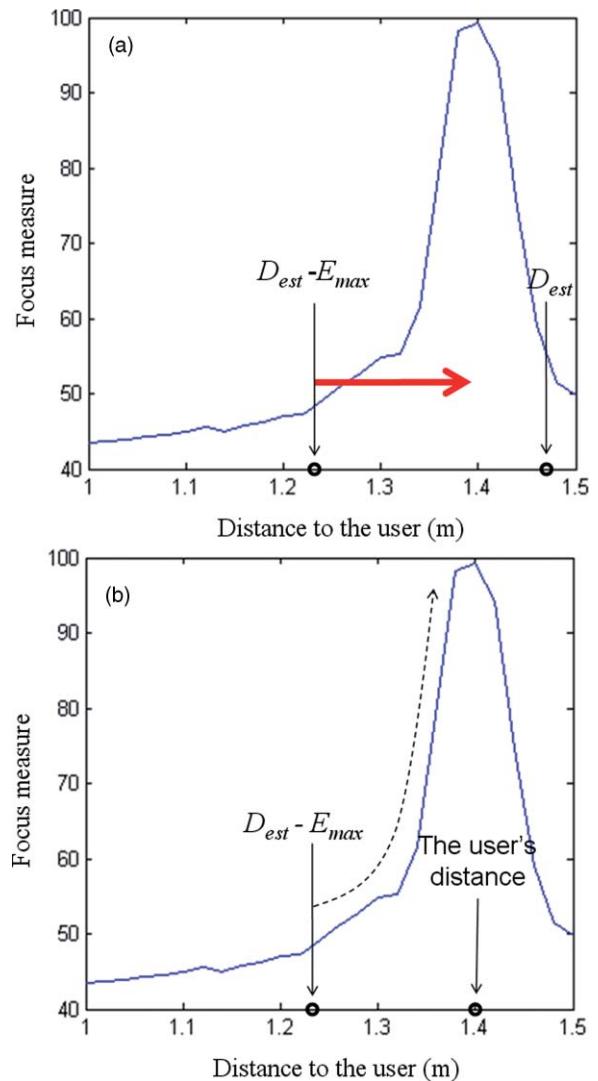 (a)
100
90
80
70
60
50
40
Focus measure
D_est - E_max
D_est
1 1.1 1.2 1.3 1.4 1.5
Distance to the user (m)
(b)
100
90
80
70
60
50
40
Focus measure
D_est - E_max
The user's
distance
1 1.1 1.2 1.3 1.4 1.5
Distance to the user (m)